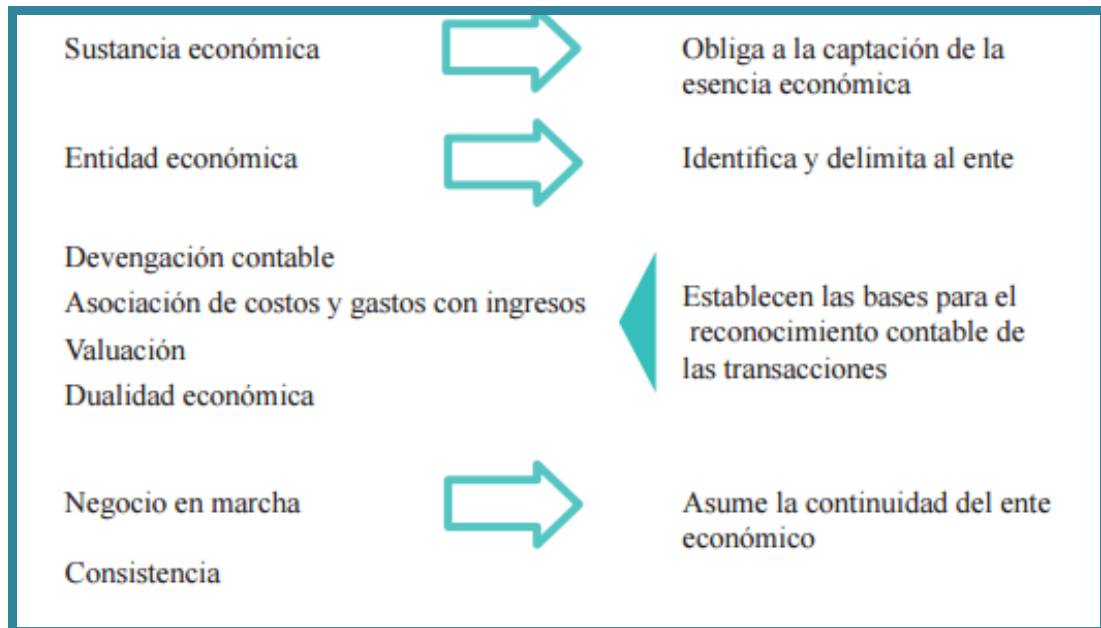 Sustancia económica
Obliga a la captación de la
esencia económica
Entidad económica
Identifica y delimita al ente
Devengación contable
Asociación de costos y gastos con ingresos
Valuación
Dualidad económica
Establecen las bases para el
reconocimiento contable de
las transacciones
Negocio en marcha
Asume la continuidad del ente
económico
Consistencia